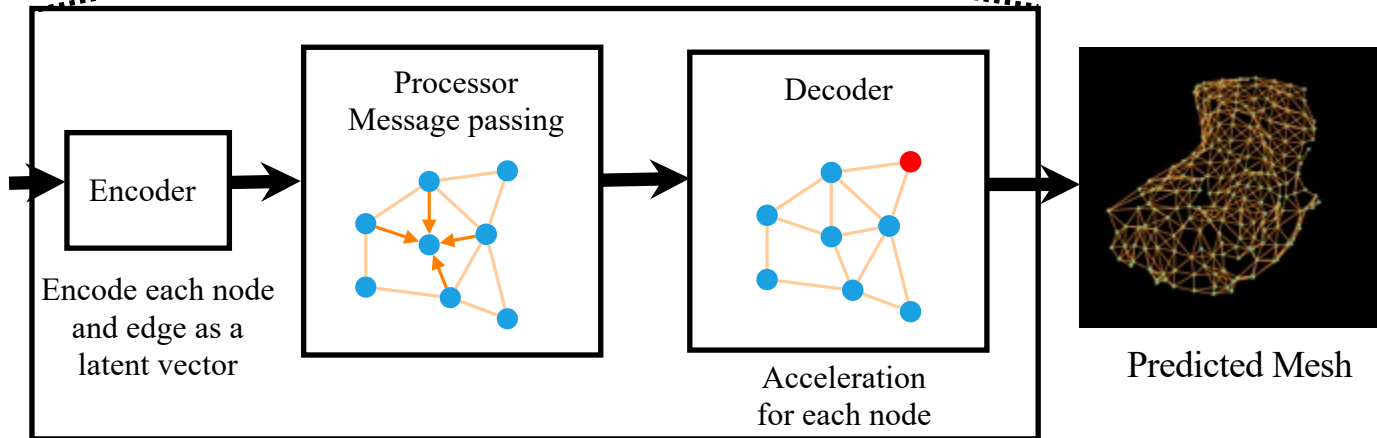 Processor
Message passing
Decoder
Encoder
Encode each node
and edge as a
latent vector
Acceleration
for each node
Predicted Mesh